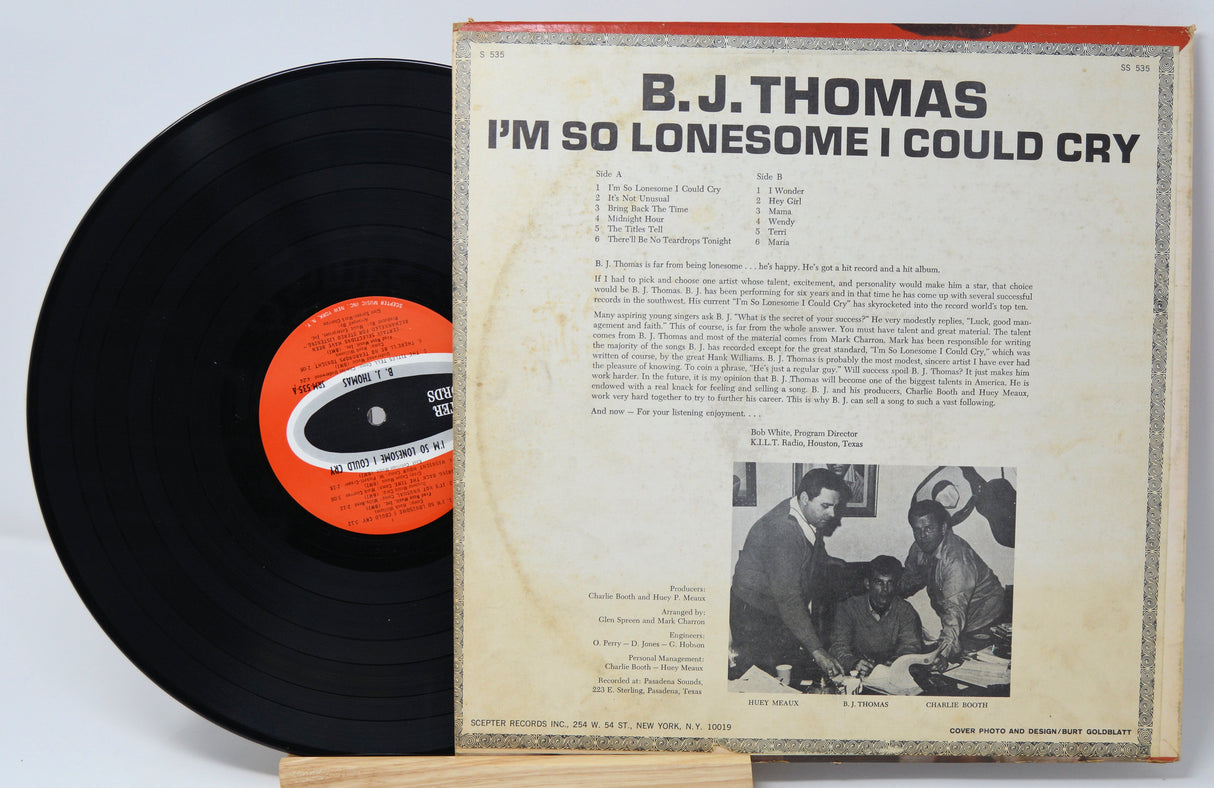 S 535
SS 535
B. J. THOMAS
I'M SO LONESOME I COULD CRY
Side A
1 I'm So Lonesome I Could Cry
2 It's Not Unusual
3 Bring Back The Time
4 Midnight Hour
5 The Titles Tell
6 There'll Be No Teardrops Tonight
Side B
1 I Wonder
2 Hey Girl
3 Mama
4 Wendy
5 Terri
6 Maria
B. J. Thomas is far from being lonesome . . . he's happy. He's got a hit record and a hit album.
If I had to pick and choose one artist whose talent, excitement, and personality would make him a star, that choice
would be B. J. Thomas. B. J. has been performing for six years and in that time he has come up with several successful
records in the southwest. His current "I'm So Lonesome I Could Cry" has skyrocketed into the record world's top ten.
Many aspiring young singers ask B. J. "What is the secret of your success?" He very modestly replies, "Luck, good man-
agement and faith." This of course, is far from the whole answer. You must have talent and great material. The talent
comes from B. J. Thomas and most of the material comes from Mark Charron. Mark has been responsible for writing
the majority of the songs B. J. has recorded except for the great standard, "I'm So Lonesome I Could Cry," which was
written of course, by the great Hank Williams. B. J. Thomas is probably the most modest, sincere artist I have ever had
the pleasure of knowing. To coin a phrase, "He's just a regular guy." Will success spoil B. J. Thomas? It just makes him
work harder. In the future, it is my opinion that B. J. Thomas will become one of the biggest talents in America. He is
endowed with a real knack for feeling and selling a song. B. J. and his producers, Charlie Booth and Huey Meaux,
work very hard together to try to further his career. This is why B. J. can sell a song to such a vast following.
And now — For your listening enjoyment. . . .
Bob White, Program Director
K.I.L.T. Radio, Houston, Texas
Producers:
Charlie Booth and Huey P. Meaux
Arranged by:
Glen Spreen and Mark Charron
Engineers:
O. Perry — D. Jones — G. Hobson
Personal Management:
Charlie Booth — Huey Meaux
Recorded at: Pasadena Sounds,
223 E. Sterling, Pasadena, Texas
HUEY MEAUX
B. J. THOMAS
CHARLIE BOOTH
SCEPTER RECORDS INC., 254 W. 54 ST., NEW YORK, N.Y. 10019
COVER PHOTO AND DESIGN/BURT GOLDBLATT
I'M SO LONESOME I COULD CRY
B. J. THOMAS
SRM-535-A
SCEPTER MUSIC INC. NEW YORK, N. Y.